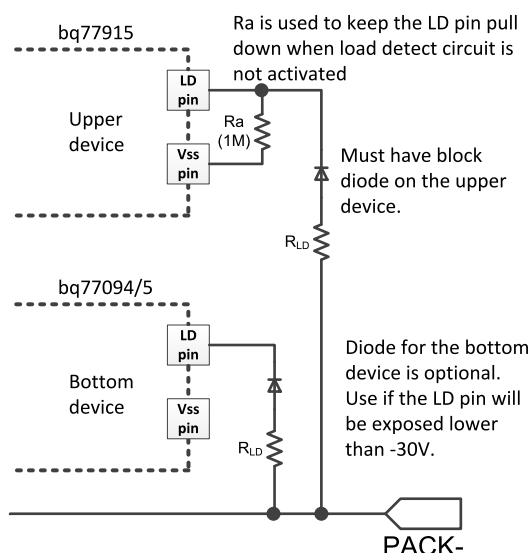 bq77915
Ra is used to keep the LD pin pull
down when load detect circuit is
not activated
LD
pin
Upper
device
Ra
(1M)
Vss
pin
Must have block
diode on the upper
device.
RLD
bq77094/5
LD
pin
Bottom
device
Diode for the bottom
device is optional.
Use if the LD pin will
be exposed lower
than -30V.
Vss
pin
RLD
PACK-